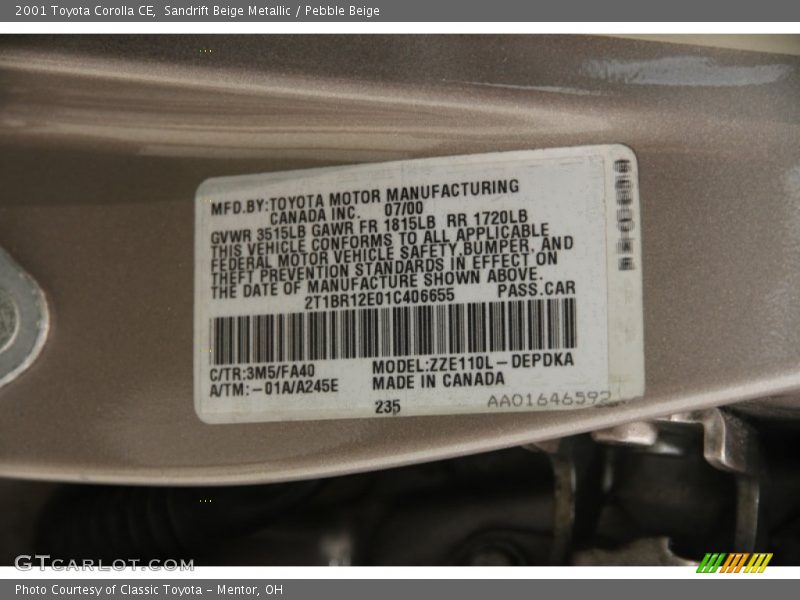 2001 Toyota Corolla CE, Sandrift Beige Metallic / Pebble Beige
MFD.BY:TOYOTA MOTOR MANUFACTURING
CANADA INC. 07/00
GVWR 3515LB GAWR FR 1815LB RR 1720LB
THIS VEHICLE CONFORMS TO ALL APPLICABLE
FEDERAL MOTOR VEHICLE SAFETY,BUMPER, AND
THEFT PREVENTION STANDARDS IN EFFECT ON
THE DATE OF MANUFACTURE SHOWN ABOVE.
2T1BR12E01C406655 PASS.CAR
C/TR:3M5/FA40 MODEL:ZZE110L-DEPDKA
A/TM:-01A/A245E MADE IN CANADA
235 AA01646592
GTCARLOT.COM
Photo Courtesy of Classic Toyota - Mentor, OH